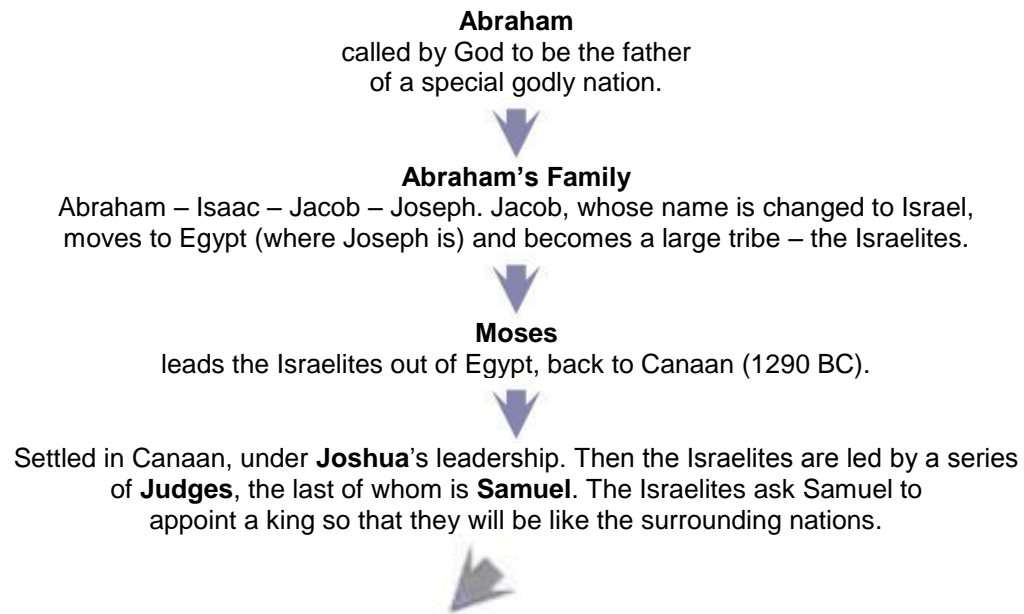 Abraham
called by God to be the father
of a special godly nation.
Abraham’s Family
Abraham – Isaac – Jacob – Joseph. Jacob, whose name is changed to Israel,
moves to Egypt (where Joseph is) and becomes a large tribe – the Israelites.
Moses
leads the Israelites out of Egypt, back to Canaan (1290 BC).
Settled in Canaan, under Joshua’s leadership. Then the Israelites are led by a series
of Judges, the last of whom is Samuel. The Israelites ask Samuel to
appoint a king so that they will be like the surrounding nations.